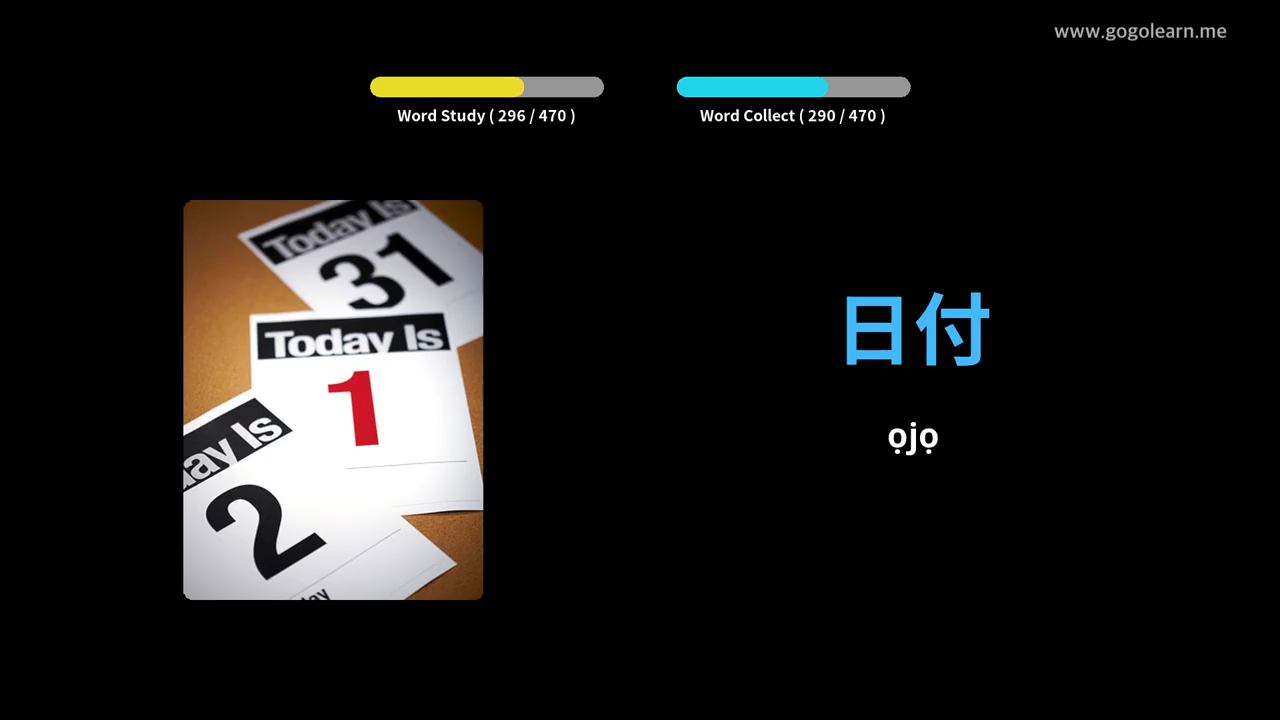 www.gogolearn.me
Word Study ( 296 / 470 )
Word Collect ( 290 / 470 )
Today Is
31
Today Is
1
ay Is
2
日付
ọjọ